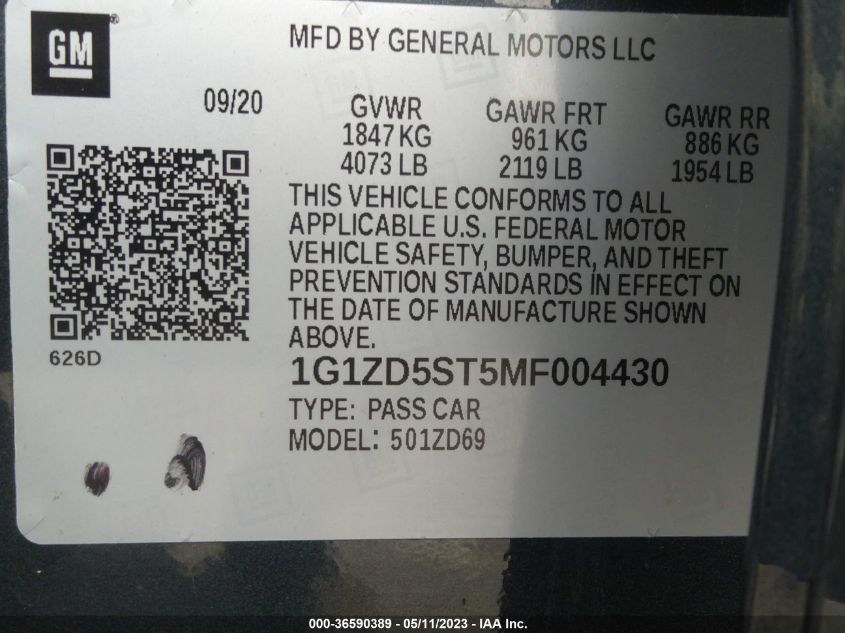 GM®
MFD BY GENERAL MOTORS LLC
09/20
GVWR GAWR FRT GAWR RR
1847 KG 961 KG 886 KG
4073 LB 2119 LB 1954 LB
THIS VEHICLE CONFORMS TO ALL
APPLICABLE U.S. FEDERAL MOTOR
VEHICLE SAFETY, BUMPER, AND THEFT
PREVENTION STANDARDS IN EFFECT ON
THE DATE OF MANUFACTURE SHOWN
ABOVE.
626D
1G1ZD5ST5MF004430
TYPE: PASS CAR
MODEL: 501ZD69
000-36590389 - 05/11/2023 - IAA Inc.